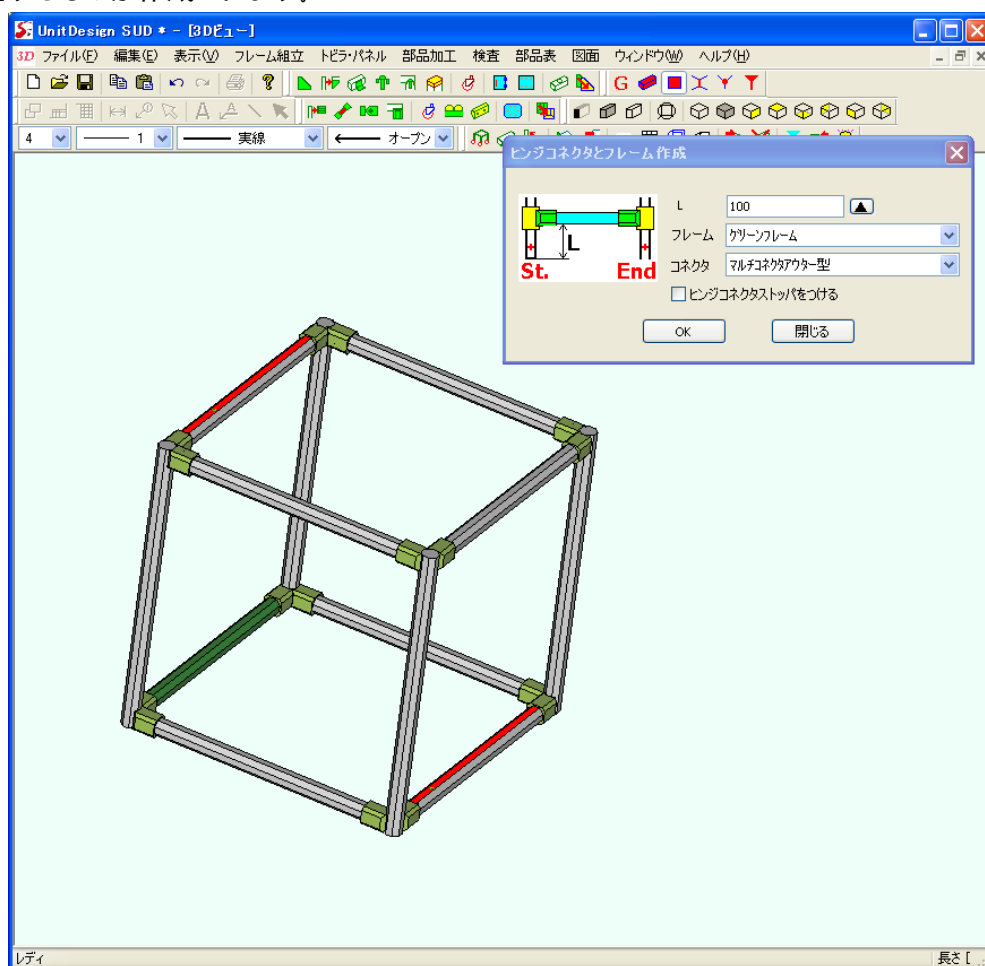 UnitDesign SUD * - [3Dビュー]
3D ファイル(F) 編集(E) 表示(V) フレーム組立 トビラ・パネル 部品加工 検査 部品表 図面 ウィンドウ(W) ヘルプ(H)
4 1 実線 オープン
ヒンジコネクタとフレーム作成
L 100
フレーム グリーンフレーム
L
St. End
コネクタ マルチコネクタアウター型
ヒンジコネクタストッパをつける
OK 閉じる
レディ 長さ [